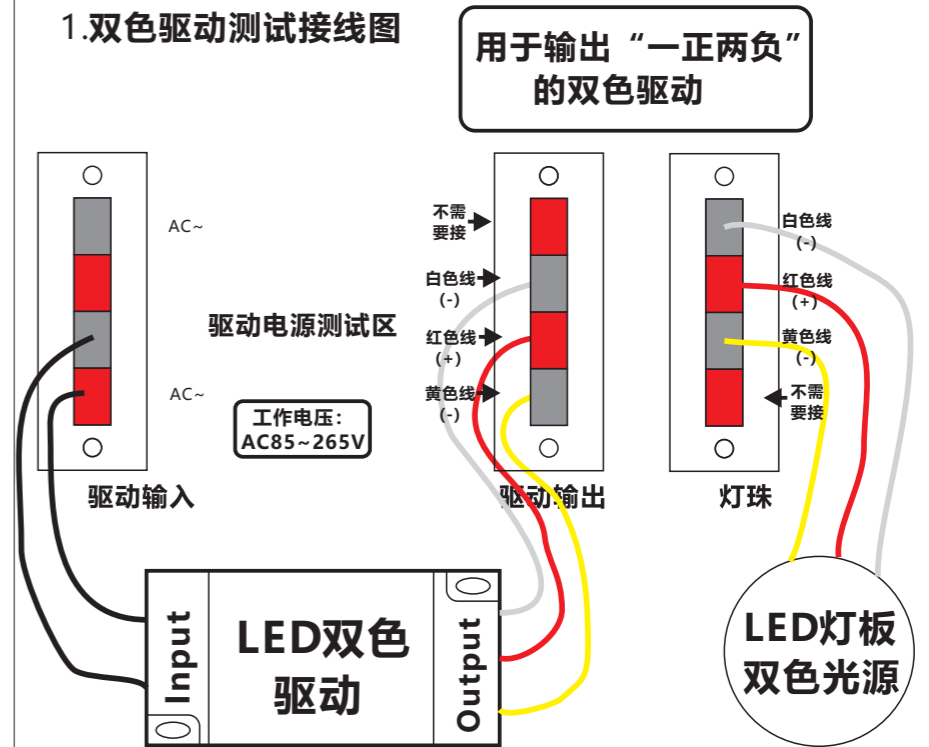 1.双色驱动测试接线图
用于输出“一正两负”
的双色驱动
AC~
驱动电源测试区
AC~
工作电压：
AC85~265V
驱动输入
不需
要接
白色线
(-)
红色线
(+)
黄色线
(-)
驱动输出
白色线
(-)
红色线
(+)
黄色线
(-)
不需
要接
灯珠
Input
LED双色
驱动
Output
LED灯板
双色光源